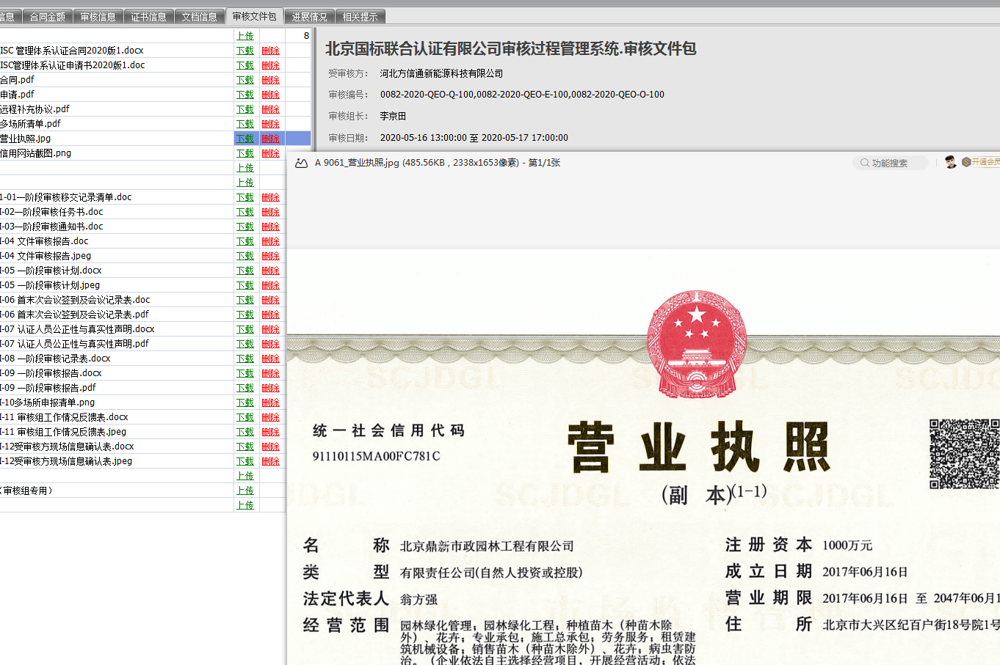 信息 合同金额 审核信息 证书信息 文档信息 审核文件包 进展情况 相关提示
上传 8
ISC 管理体系认证合同2020版1.docx 下载 删除
ISC管理体系认证申请书2020版1.doc 下载 删除
合同.pdf 下载 删除
申请.pdf 下载 删除
远程补充协议.pdf 下载 删除
多场所清单.pdf 下载 删除
营业执照.jpg 下载 删除
信用网站截图.png 下载 删除
上传
上传
1-01—阶段审核移交记录清单.doc 下载 删除
I-02—阶段审核任务书.doc 下载 删除
I-03—阶段审核通知书.doc 下载 删除
I-04 文件审核报告.doc 下载 删除
I-04 文件审核报告.jpeg 下载 删除
I-05 —阶段审核计划.docx 下载 删除
I-05 —阶段审核计划.jpeg 下载 删除
I-06 首末次会议签到及会议记录表.doc 下载 删除
I-06 首末次会议签到及会议记录表.pdf 下载 删除
I-07 认证人员公正性与真实性声明.docx 下载 删除
I-07 认证人员公正性与真实性声明.pdf 下载 删除
I-08 —阶段审核记录表.docx 下载 删除
I-09 —阶段审核报告.docx 下载 删除
I-09 —阶段审核报告.pdf 下载 删除
I-10多场所申报清单.png 下载 删除
I-11 审核组工作情况反馈表.docx 下载 删除
I-11 审核组工作情况反馈表.jpeg 下载 删除
I-12受审核方现场信息确认表.docx 下载 删除
I-12受审核方现场信息确认表.jpeg 下载 删除
上传
（审核组专用） 上传
上传
北京国标联合认证有限公司审核过程管理系统.审核文件包
受审核方： 河北方信通新能源科技有限公司
审核编号： 0082-2020-QEO-Q-100,0082-2020-QEO-E-100,0082-2020-QEO-O-100
审核组长： 李京田
审核日期： 2020-05-16 13:00:00 至 2020-05-17 17:00:00
A 9061_营业执照.jpg (485.56KB , 2338x1653像素) - 第1/1张 功能搜索 开通会员
SCJDGL
统一社会信用代码
91110115MA00FC781C
营业执照
(副 本)(1-1)
SCJDGL SCJDGL
名 称 北京鼎新市政园林工程有限公司
类 型 有限责任公司(自然人投资或控股)
法定代表人 翁方强
经营范围 园林绿化管理；园林绿化工程；种植苗木（种苗木除
外）、花卉；专业承包；施工总承包；劳务服务；租赁建
筑机械设备；销售苗木（种苗木除外）、花卉；病虫害防
治。（企业依法自主选择经营项目，开展经营活动；依法
注册资本 1000万元
成立日期 2017年06月16日
营业期限 2017年06月16日 至 2047年06月1
住 所 北京市大兴区纪百户街18号院1号